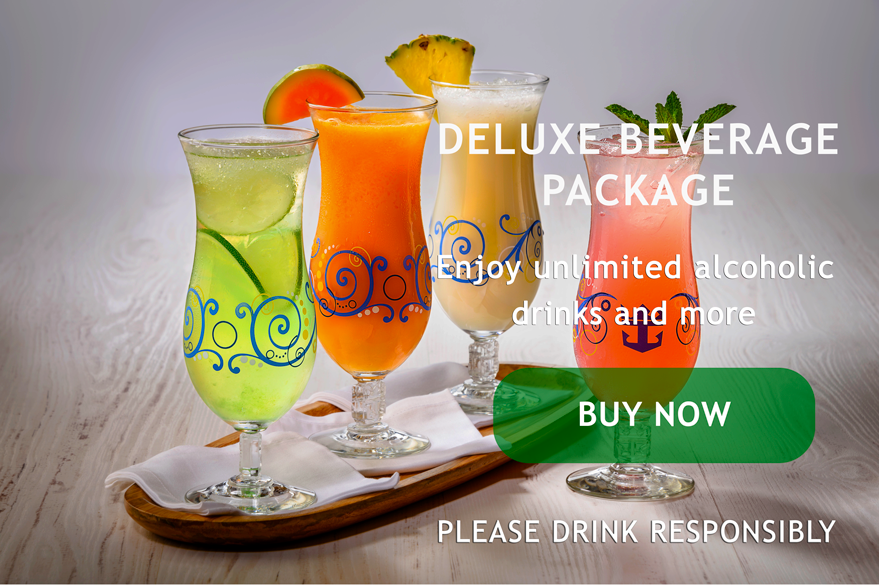 DELUXE BEVERAGE
PACKAGE
Enjoy unlimited alcoholic
drinks and more
BUY NOW
PLEASE DRINK RESPONSIBLY